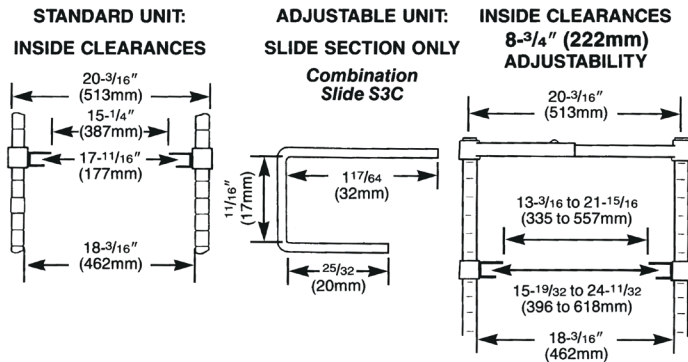 STANDARD UNIT:
INSIDE CLEARANCES
20-3/16"
(513mm)
15-1/4"
(387mm)
17-11/16"
(177mm)
18-3/16"
(462mm)
ADJUSTABLE UNIT:
SLIDE SECTION ONLY
Combination
Slide S3C
1 17/64
(32mm)
11/16"
(17mm)
25/32
(20mm)
INSIDE CLEARANCES
8-3/4" (222mm)
ADJUSTABILITY
20-3/16"
(513mm)
13-3/16 to 21-15/16
(335 to 557mm)
15-19/32 to 24-11/32
(396 to 618mm)
18-3/16"
(462mm)